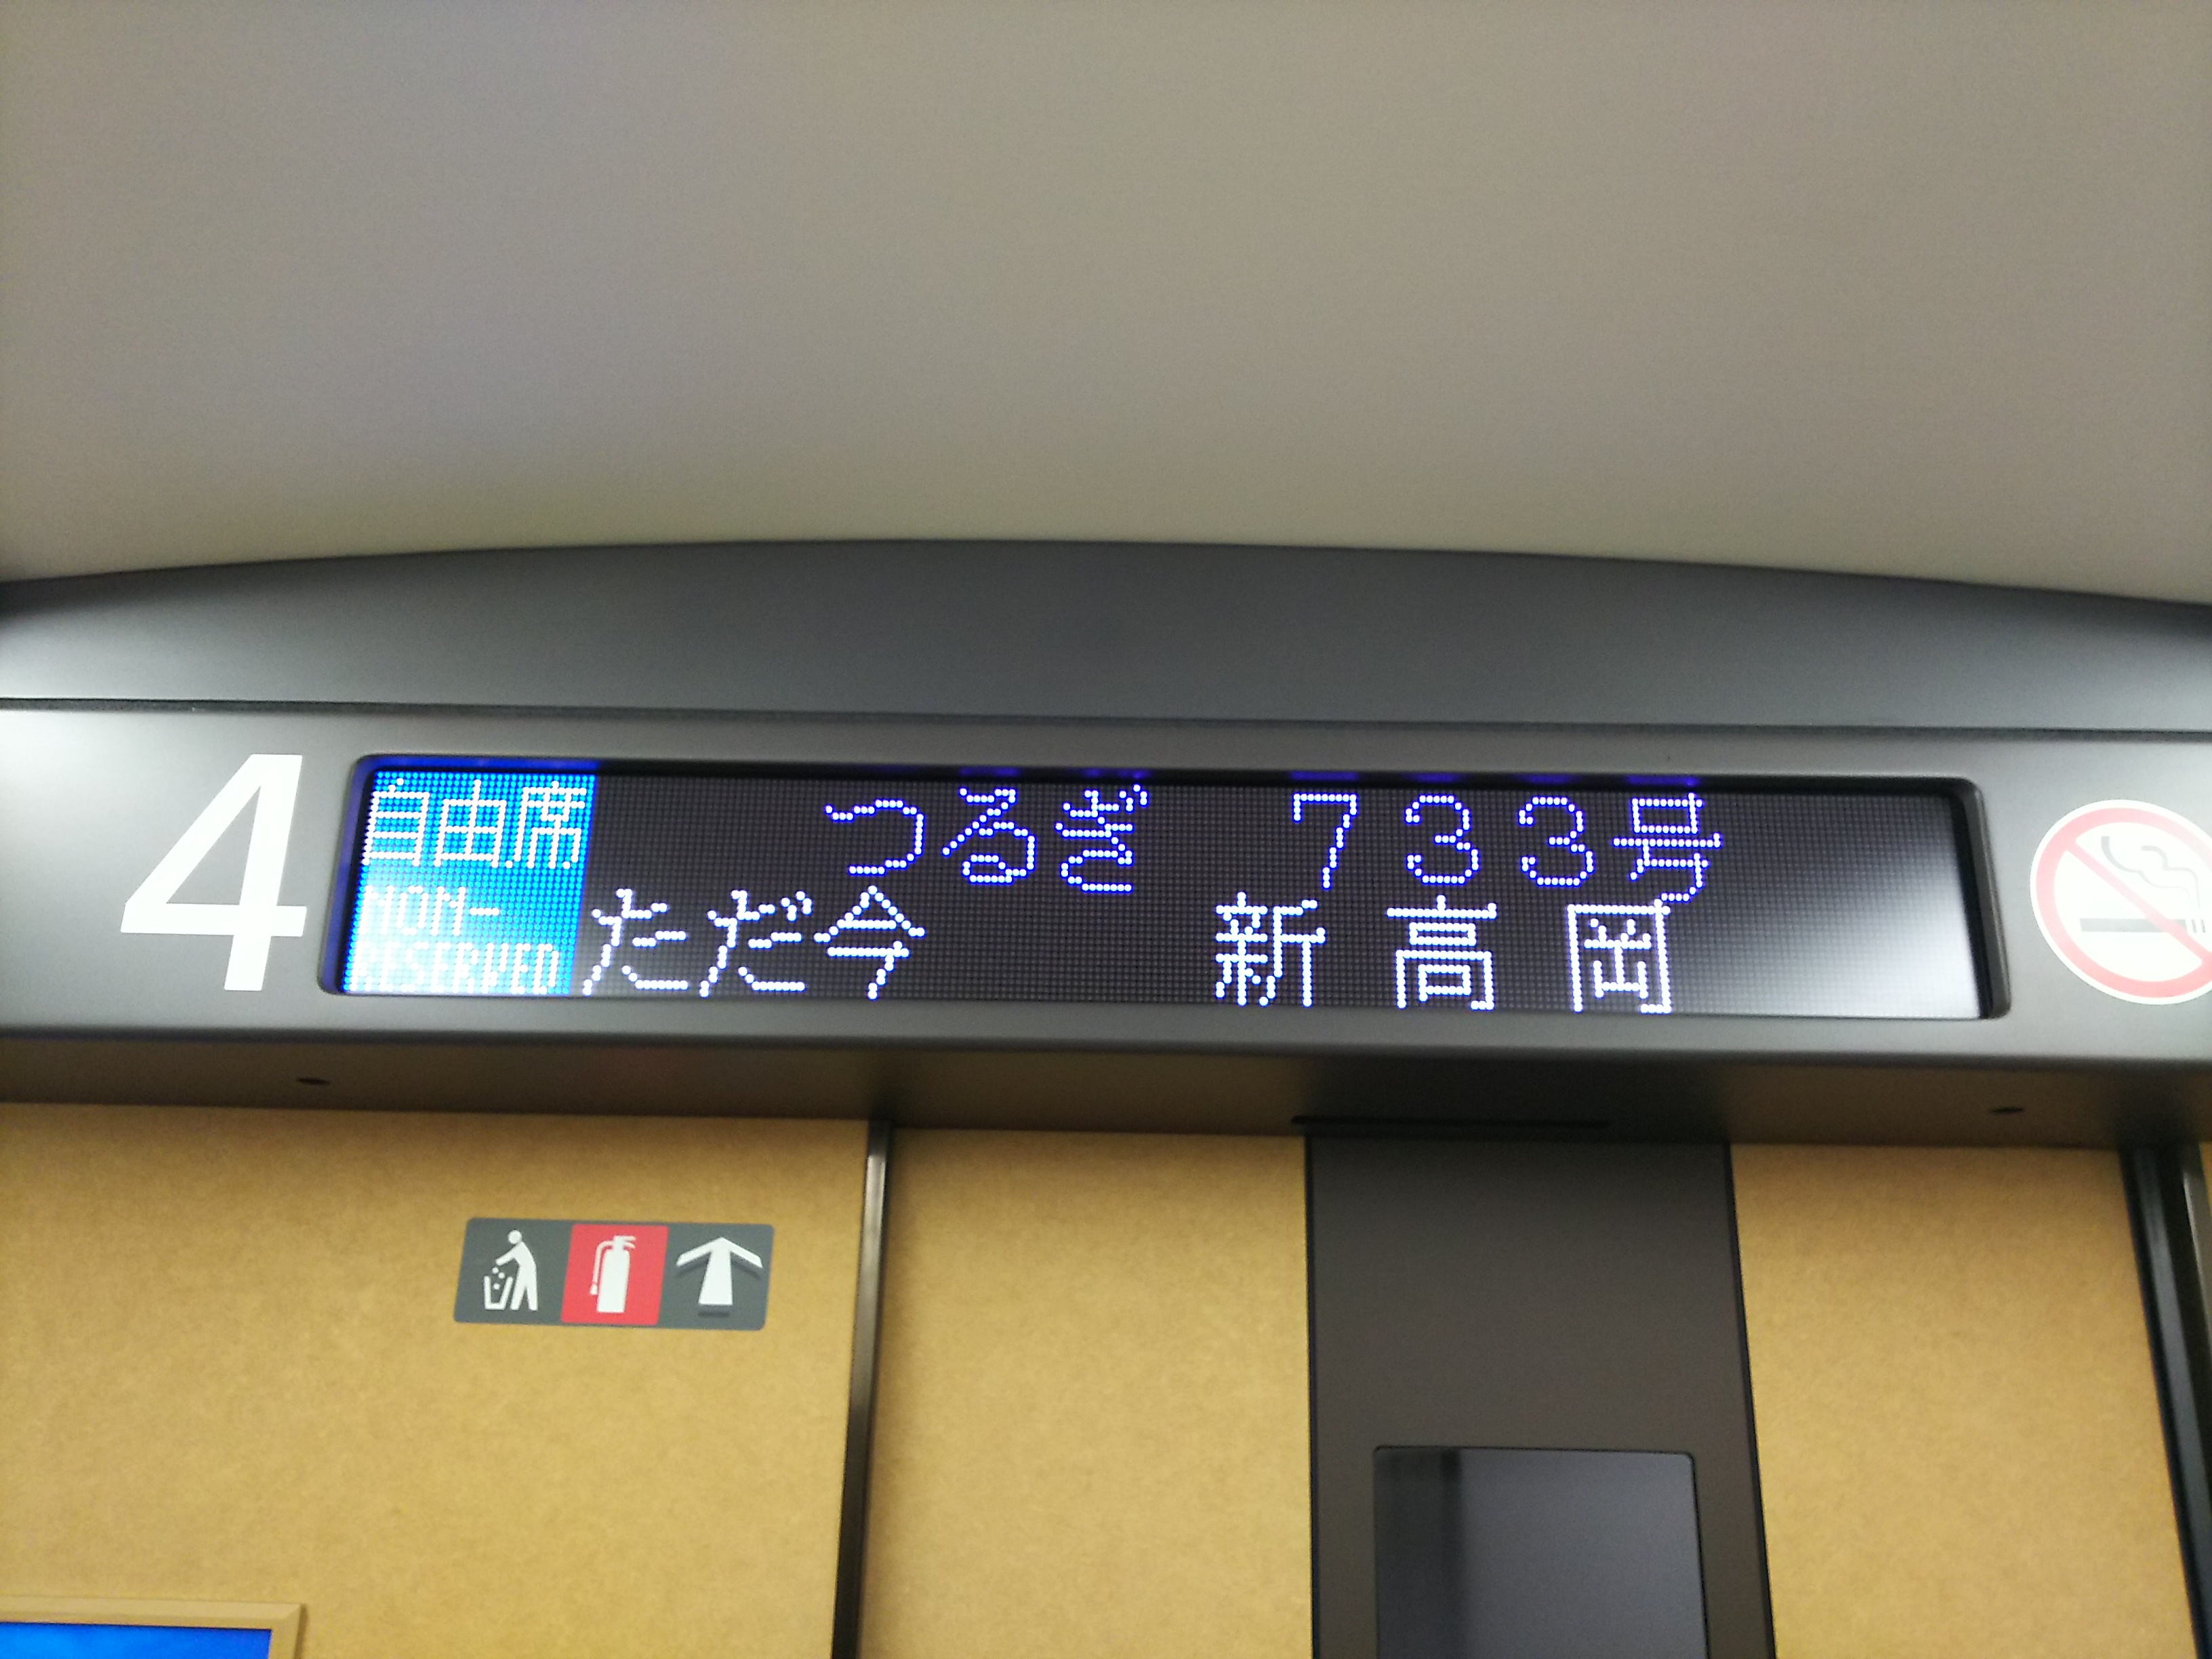 4
自由席
NON-
RESERVED
つるぎ 733号
ただ今 新高岡